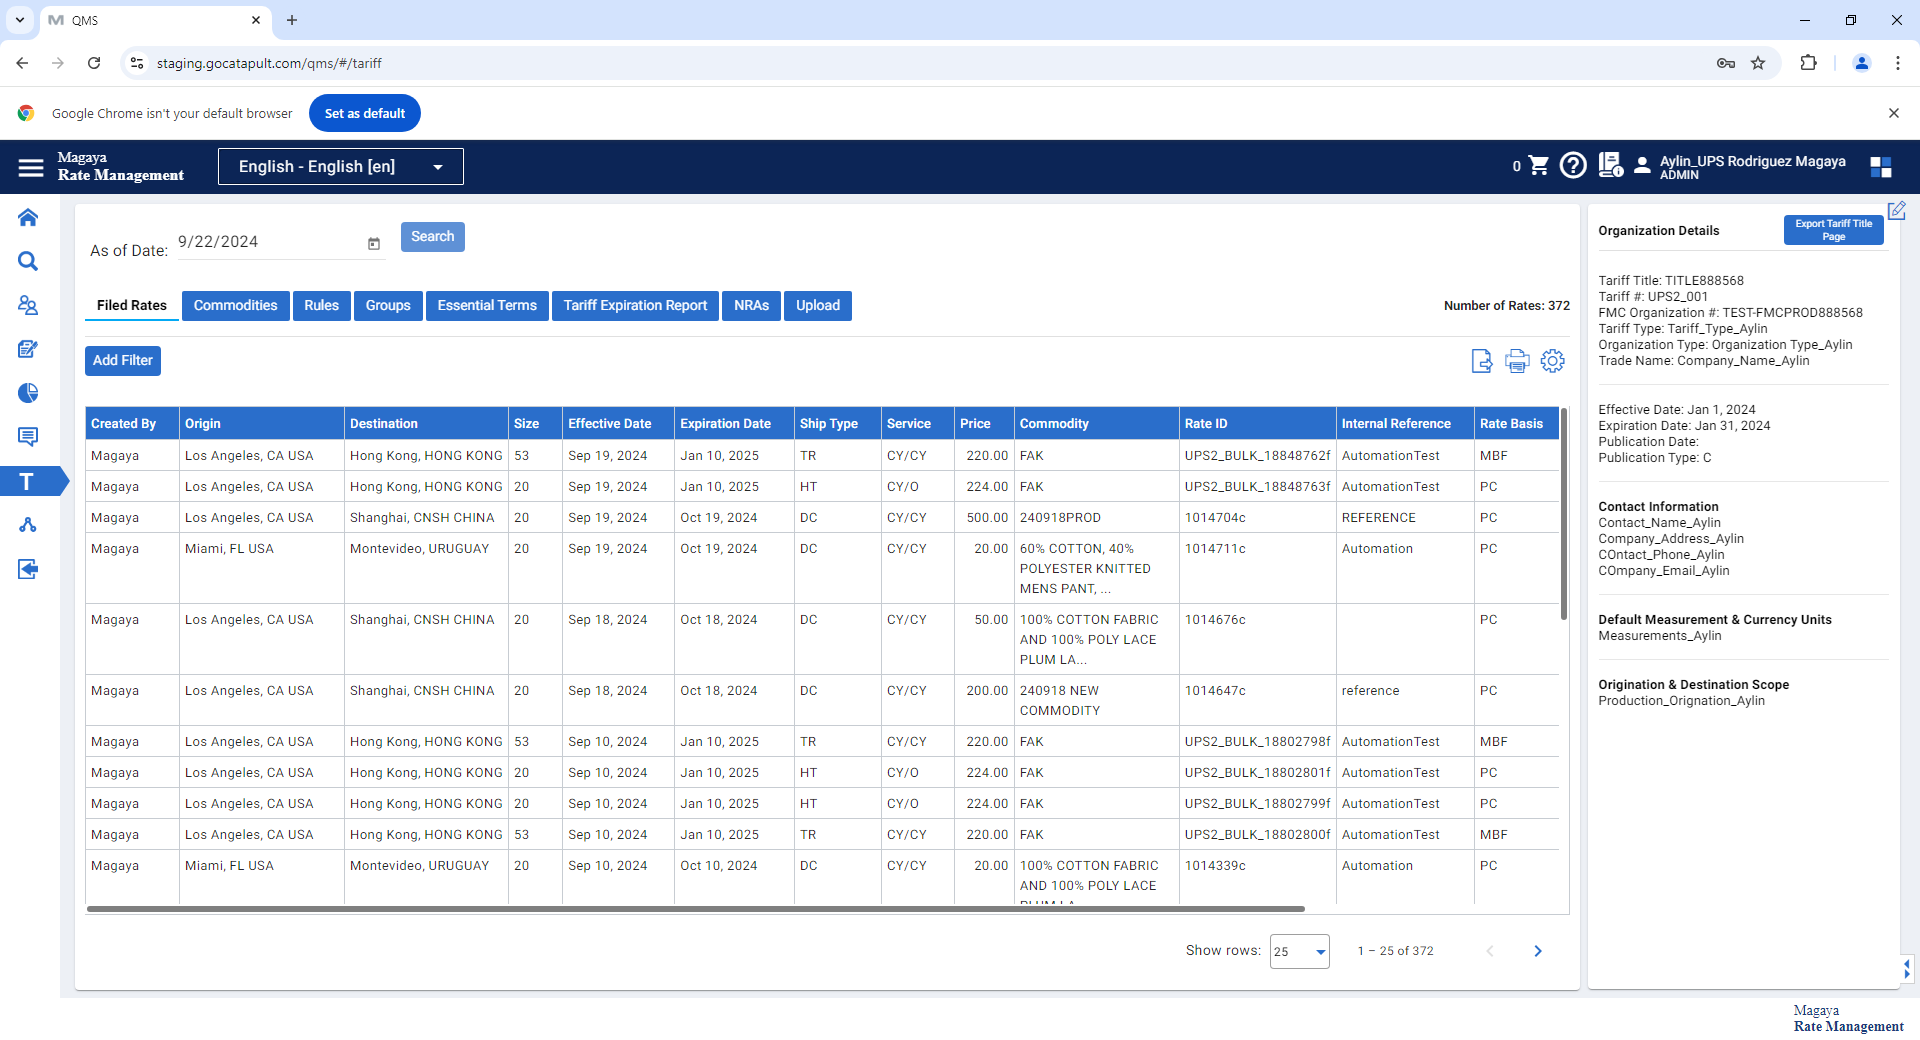 QMS
staging.gocatapult.com/qms/#/tariff
Google Chrome isn't your default browser
Set as default
Magaya
Rate Management
English - English [en]
0
Aylin_UPS Rodriguez Magaya
ADMIN
As of Date: 9/22/2024
Search
Filed Rates Commodities Rules Groups Essential Terms Tariff Expiration Report NRAs Upload
Number of Rates: 372
Add Filter
Created By Origin Destination Size Effective Date Expiration Date Ship Type Service Price Commodity Rate ID Internal Reference Rate Basis
Magaya Los Angeles, CA USA Hong Kong, HONG KONG 53 Sep 19, 2024 Jan 10, 2025 TR CY/CY 220.00 FAK UPS2_BULK_18848762f AutomationTest MBF
Magaya Los Angeles, CA USA Hong Kong, HONG KONG 20 Sep 19, 2024 Jan 10, 2025 HT CY/O 224.00 FAK UPS2_BULK_18848763f AutomationTest PC
Magaya Los Angeles, CA USA Shanghai, CNSH CHINA 20 Sep 19, 2024 Oct 19, 2024 DC CY/CY 500.00 240918PROD 1014704c REFERENCE PC
Magaya Miami, FL USA Montevideo, URUGUAY 20 Sep 19, 2024 Oct 19, 2024 DC CY/CY 20.00 60% COTTON, 40% 1014711c Automation PC
POLYESTER KNITTED
MENS PANT, ...
Magaya Los Angeles, CA USA Shanghai, CNSH CHINA 20 Sep 18, 2024 Oct 18, 2024 DC CY/CY 50.00 100% COTTON FABRIC 1014676c PC
AND 100% POLY LACE
PLUM LA...
Magaya Los Angeles, CA USA Shanghai, CNSH CHINA 20 Sep 18, 2024 Oct 18, 2024 DC CY/CY 200.00 240918 NEW 1014647c reference PC
COMMODITY
Magaya Los Angeles, CA USA Hong Kong, HONG KONG 53 Sep 10, 2024 Jan 10, 2025 TR CY/CY 220.00 FAK UPS2_BULK_18802798f AutomationTest MBF
Magaya Los Angeles, CA USA Hong Kong, HONG KONG 20 Sep 10, 2024 Jan 10, 2025 HT CY/O 224.00 FAK UPS2_BULK_18802801f AutomationTest PC
Magaya Los Angeles, CA USA Hong Kong, HONG KONG 20 Sep 10, 2024 Jan 10, 2025 HT CY/O 224.00 FAK UPS2_BULK_18802799f AutomationTest PC
Magaya Los Angeles, CA USA Hong Kong, HONG KONG 53 Sep 10, 2024 Jan 10, 2025 TR CY/CY 220.00 FAK UPS2_BULK_18802800f AutomationTest MBF
Magaya Miami, FL USA Montevideo, URUGUAY 20 Sep 10, 2024 Oct 10, 2024 DC CY/CY 20.00 100% COTTON FABRIC 1014339c Automation PC
AND 100% POLY LACE
PLUM LA...
Show rows: 25 1 – 25 of 372
T
Organization Details
Export Tariff Title
Page
Tariff Title: TITLE888568
Tariff #: UPS2_001
FMC Organization #: TEST-FMCPROD888568
Tariff Type: Tariff_Type_Aylin
Organization Type: Organization Type_Aylin
Trade Name: Company_Name_Aylin
Effective Date: Jan 1, 2024
Expiration Date: Jan 31, 2024
Publication Date:
Publication Type: C
Contact Information
Contact_Name_Aylin
Company_Address_Aylin
COntact_Phone_Aylin
COmpany_Email_Aylin
Default Measurement & Currency Units
Measurements_Aylin
Origination & Destination Scope
Production_Orignation_Aylin
Magaya
Rate Management